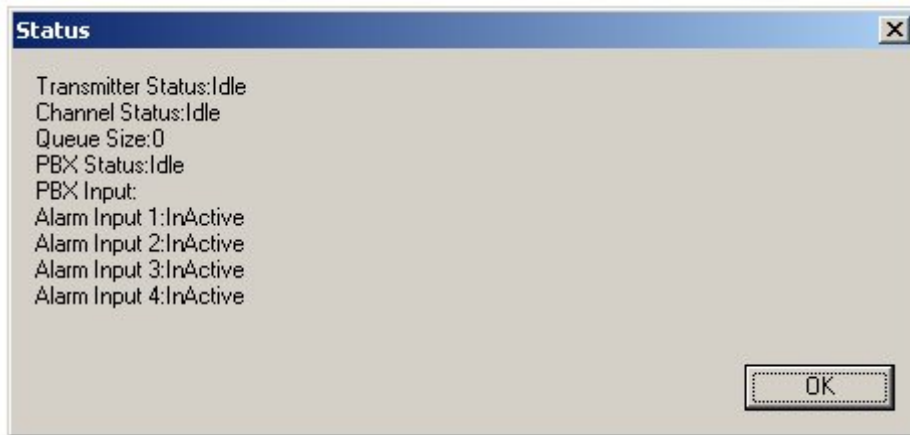 Status
Transmitter Status:Idle
Channel Status:Idle
Queue Size:0
PBX Status:Idle
PBX Input:
Alarm Input 1:InActive
Alarm Input 2:InActive
Alarm Input 3:InActive
Alarm Input 4:InActive
OK